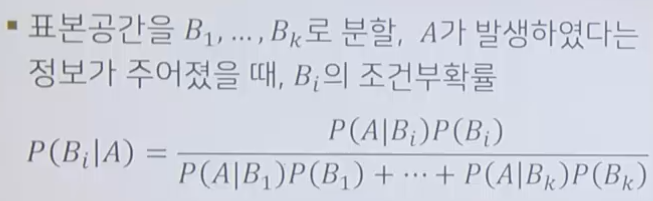 ▪ 표본공간을 B₁, ..., Bₖ로 분할, A가 발생하였다는
정보가 주어졌을 때, Bᵢ의 조건부확률
P(Bᵢ|A) = P(A|Bᵢ)P(Bᵢ) / P(A|B₁)P(B₁) + ⋯ + P(A|Bₖ)P(Bₖ)